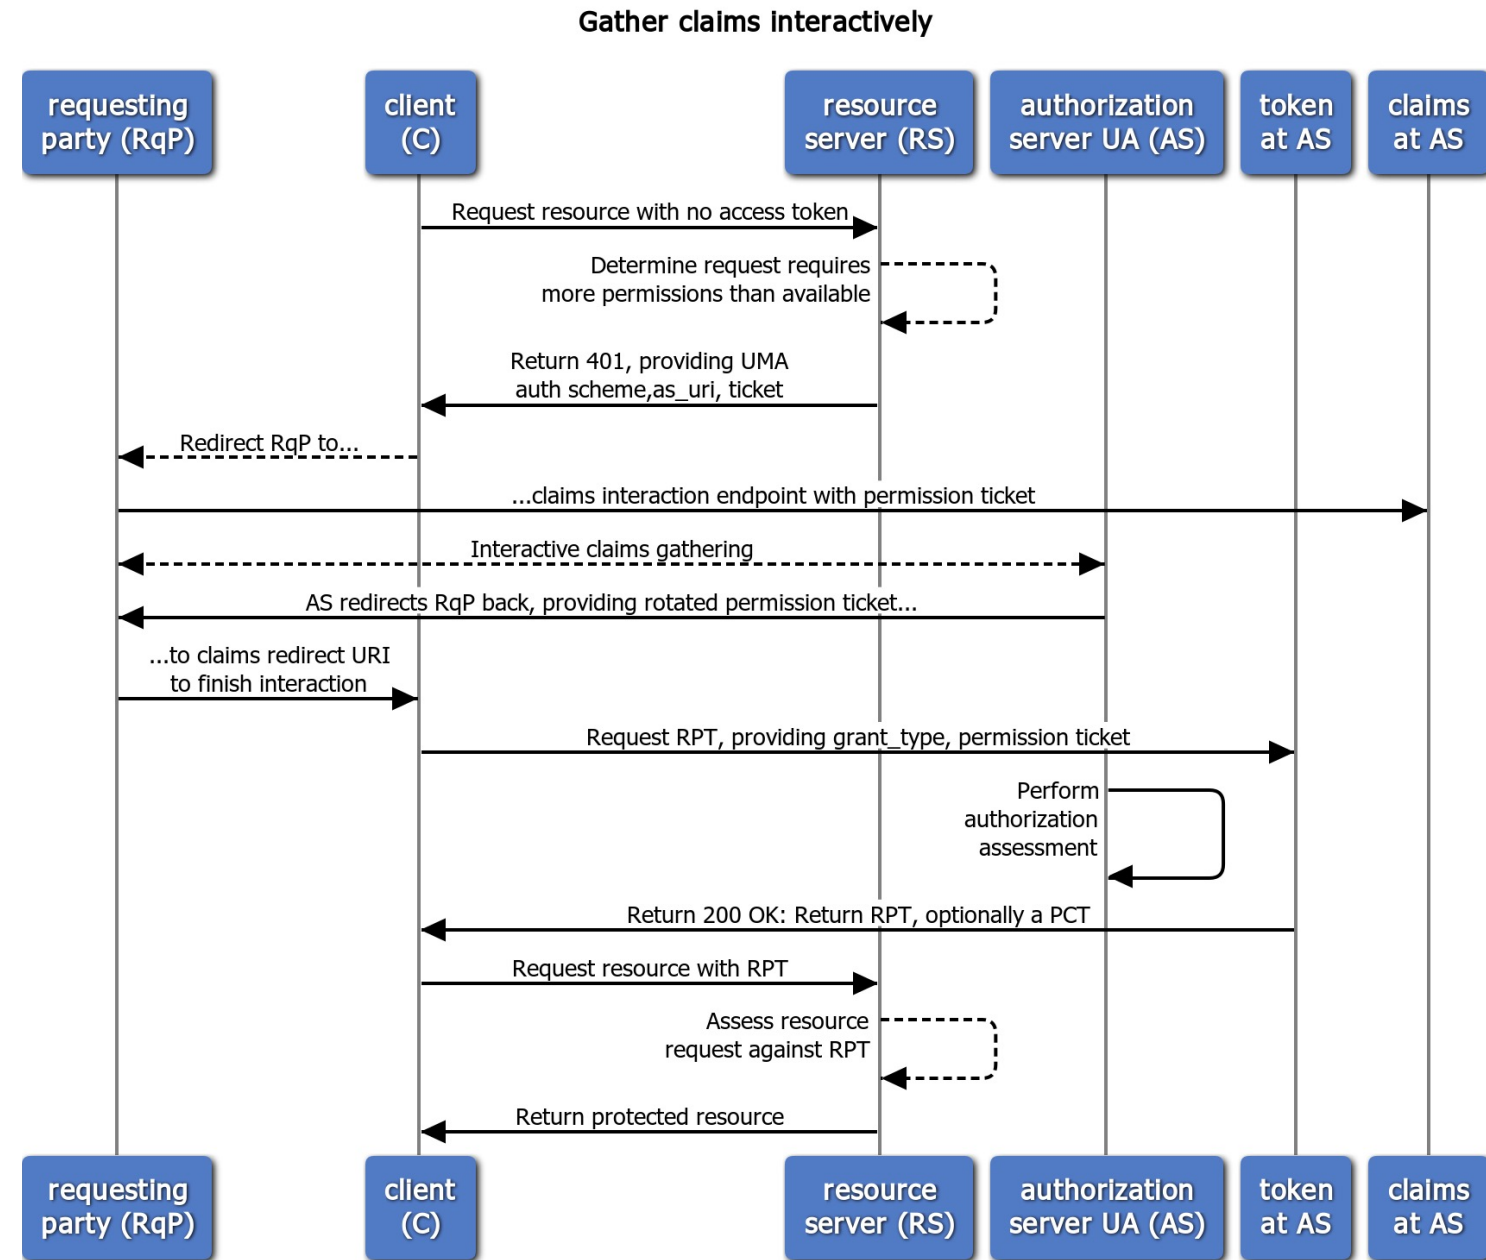 Gather claims interactively
requesting
party (RqP)
client
(C)
resource
server (RS)
authorization
server UA (AS)
token
at AS
claims
at AS
Request resource with no access token
Determine request requires
more permissions than available
Return 401, providing UMA
auth scheme,as_uri, ticket
Redirect RqP to...
...claims interaction endpoint with permission ticket
Interactive claims gathering
AS redirects RqP back, providing rotated permission ticket...
...to claims redirect URI
to finish interaction
Request RPT, providing grant_type, permission ticket
Perform
authorization
assessment
Return 200 OK: Return RPT, optionally a PCT
Request resource with RPT
Assess resource
request against RPT
Return protected resource
requesting
party (RqP)
client
(C)
resource
server (RS)
authorization
server UA (AS)
token
at AS
claims
at AS